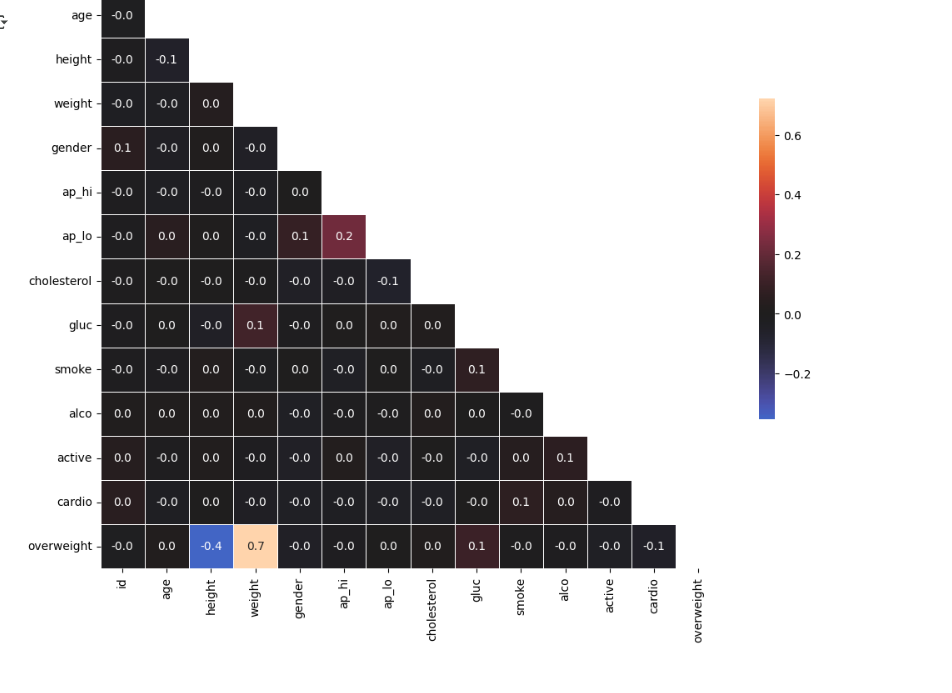 age -0.0
height -0.0 -0.1
weight -0.0 -0.0 0.0
gender 0.1 -0.0 0.0 -0.0
ap_hi -0.0 -0.0 -0.0 -0.0 0.0
ap_lo -0.0 0.0 0.0 -0.0 0.1 0.2
cholesterol -0.0 -0.0 -0.0 -0.0 -0.0 -0.0 -0.1
gluc -0.0 0.0 -0.0 0.1 -0.0 0.0 0.0 0.0
smoke -0.0 -0.0 0.0 -0.0 0.0 -0.0 0.0 -0.0 0.1
alco 0.0 0.0 0.0 0.0 -0.0 -0.0 -0.0 0.0 0.0 -0.0
active 0.0 -0.0 0.0 -0.0 -0.0 0.0 -0.0 -0.0 -0.0 0.0 0.1
cardio 0.0 -0.0 0.0 -0.0 -0.0 -0.0 -0.0 -0.0 -0.0 0.1 0.0 -0.0
overweight -0.0 0.0 -0.4 0.7 -0.0 -0.0 0.0 0.0 0.1 -0.0 -0.0 -0.0 -0.1
id age height weight gender ap_hi ap_lo cholesterol gluc smoke alco active cardio overweight
0.6
0.4
0.2
0.0
−0.2